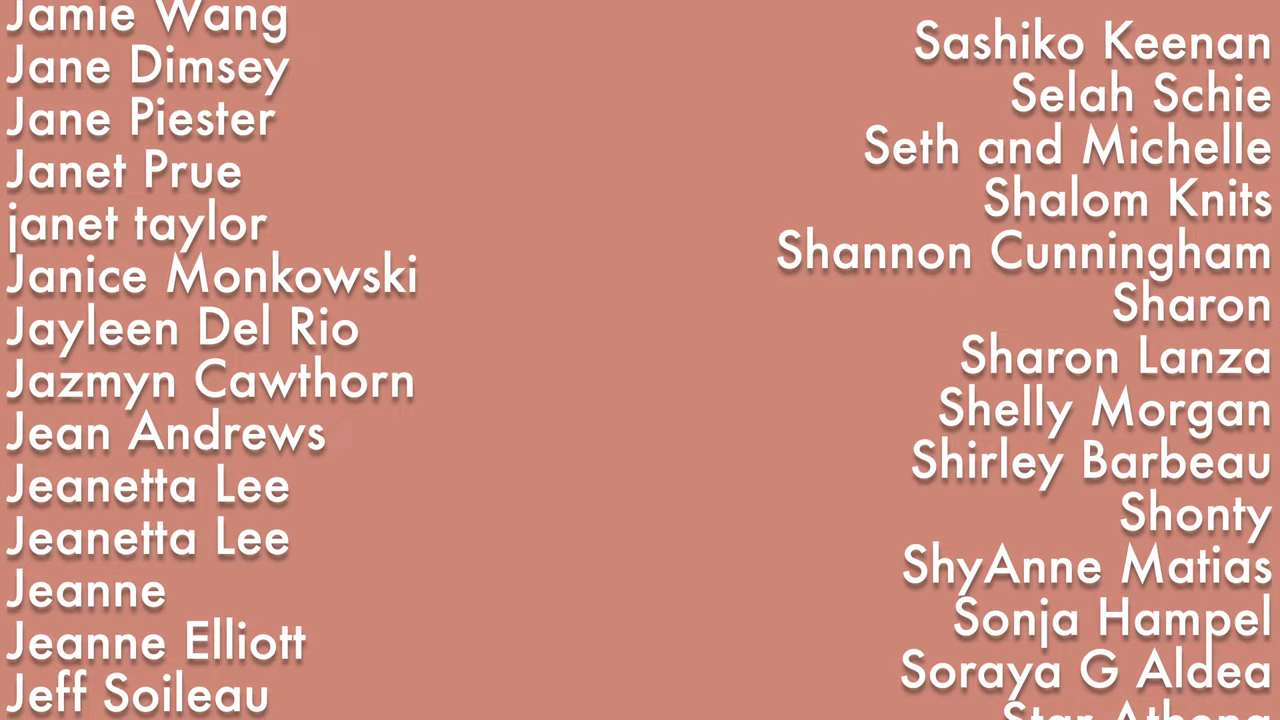 Jamie Wang
Jane Dimsey
Jane Piester
Janet Prue
janet taylor
Janice Monkowski
Jayleen Del Rio
Jazmyn Cawthorn
Jean Andrews
Jeanetta Lee
Jeanetta Lee
Jeanne
Jeanne Elliott
Jeff Soileau
Sashiko Keenan
Selah Schie
Seth and Michelle
Shalom Knits
Shannon Cunningham
Sharon
Sharon Lanza
Shelly Morgan
Shirley Barbeau
Shonty
ShyAnne Matias
Sonja Hampel
Soraya G Aldea
Star Athena